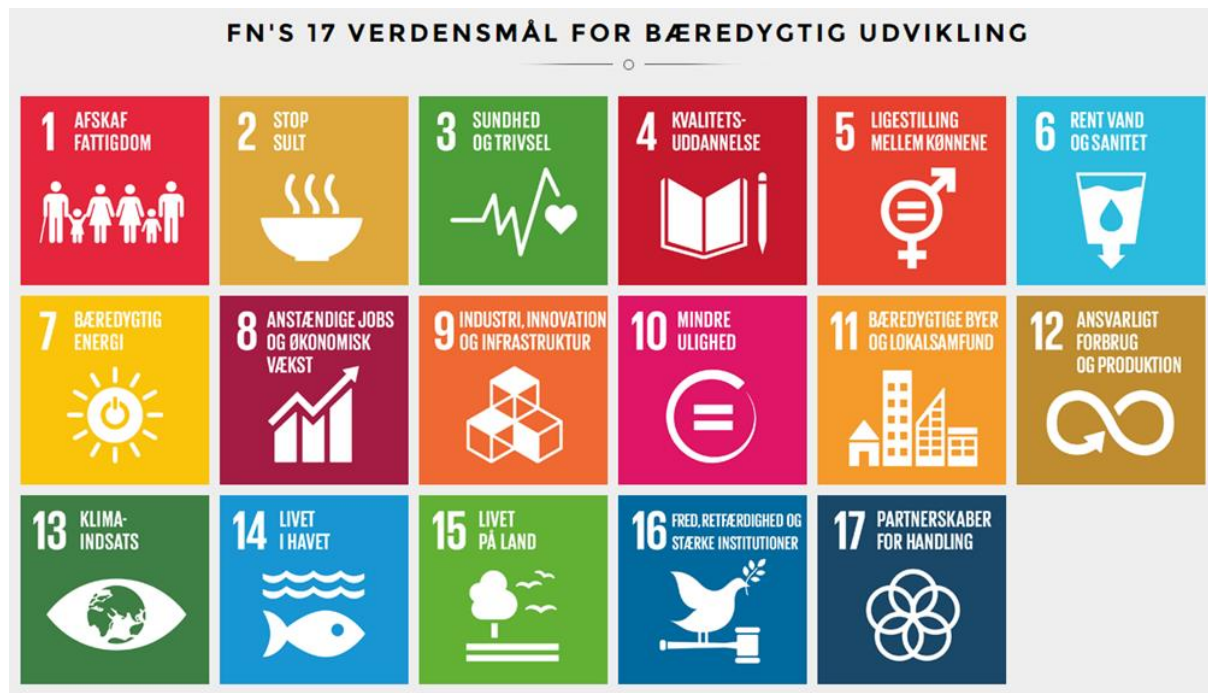 FN'S 17 VERDENSMÅL FOR BÆREDYGTIG UDVIKLING
1 AFSKAF
FATTIGDOM
2 STOP
SULT
3 SUNDHED
OG TRIVSEL
4 KVALITETS-
UDDANNELSE
5 LIGESTILLING
MELLEM KØNNENE
6 RENT VAND
OG SANITET
7 BÆREDYGTIG
ENERGI
8 ANSTÆNDIGE JOBS
OG ØKONOMISK
VÆKST
9 INDUSTRI, INNOVATION
OG INFRASTRUKTUR
10 MINDRE
ULIGHED
11 BÆREDYGTIGE BYER
OG LOKALSAMFUND
12 ANSVARLIGT
FORBRUG
OG PRODUKTION
13 KLIMA-
INDSATS
14 LIVET
I HAVET
15 LIVET
PÅ LAND
16 FRED, RETFÆRDIGHED OG
STÆRKE INSTITUTIONER
17 PARTNERSKABER
FOR HANDLING